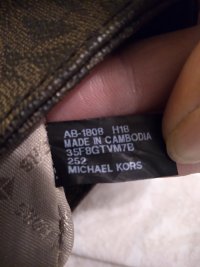 AB-1808 H18
MADE IN CAMBODIA
35F8GTVM7B
252
MICHAEL KORS